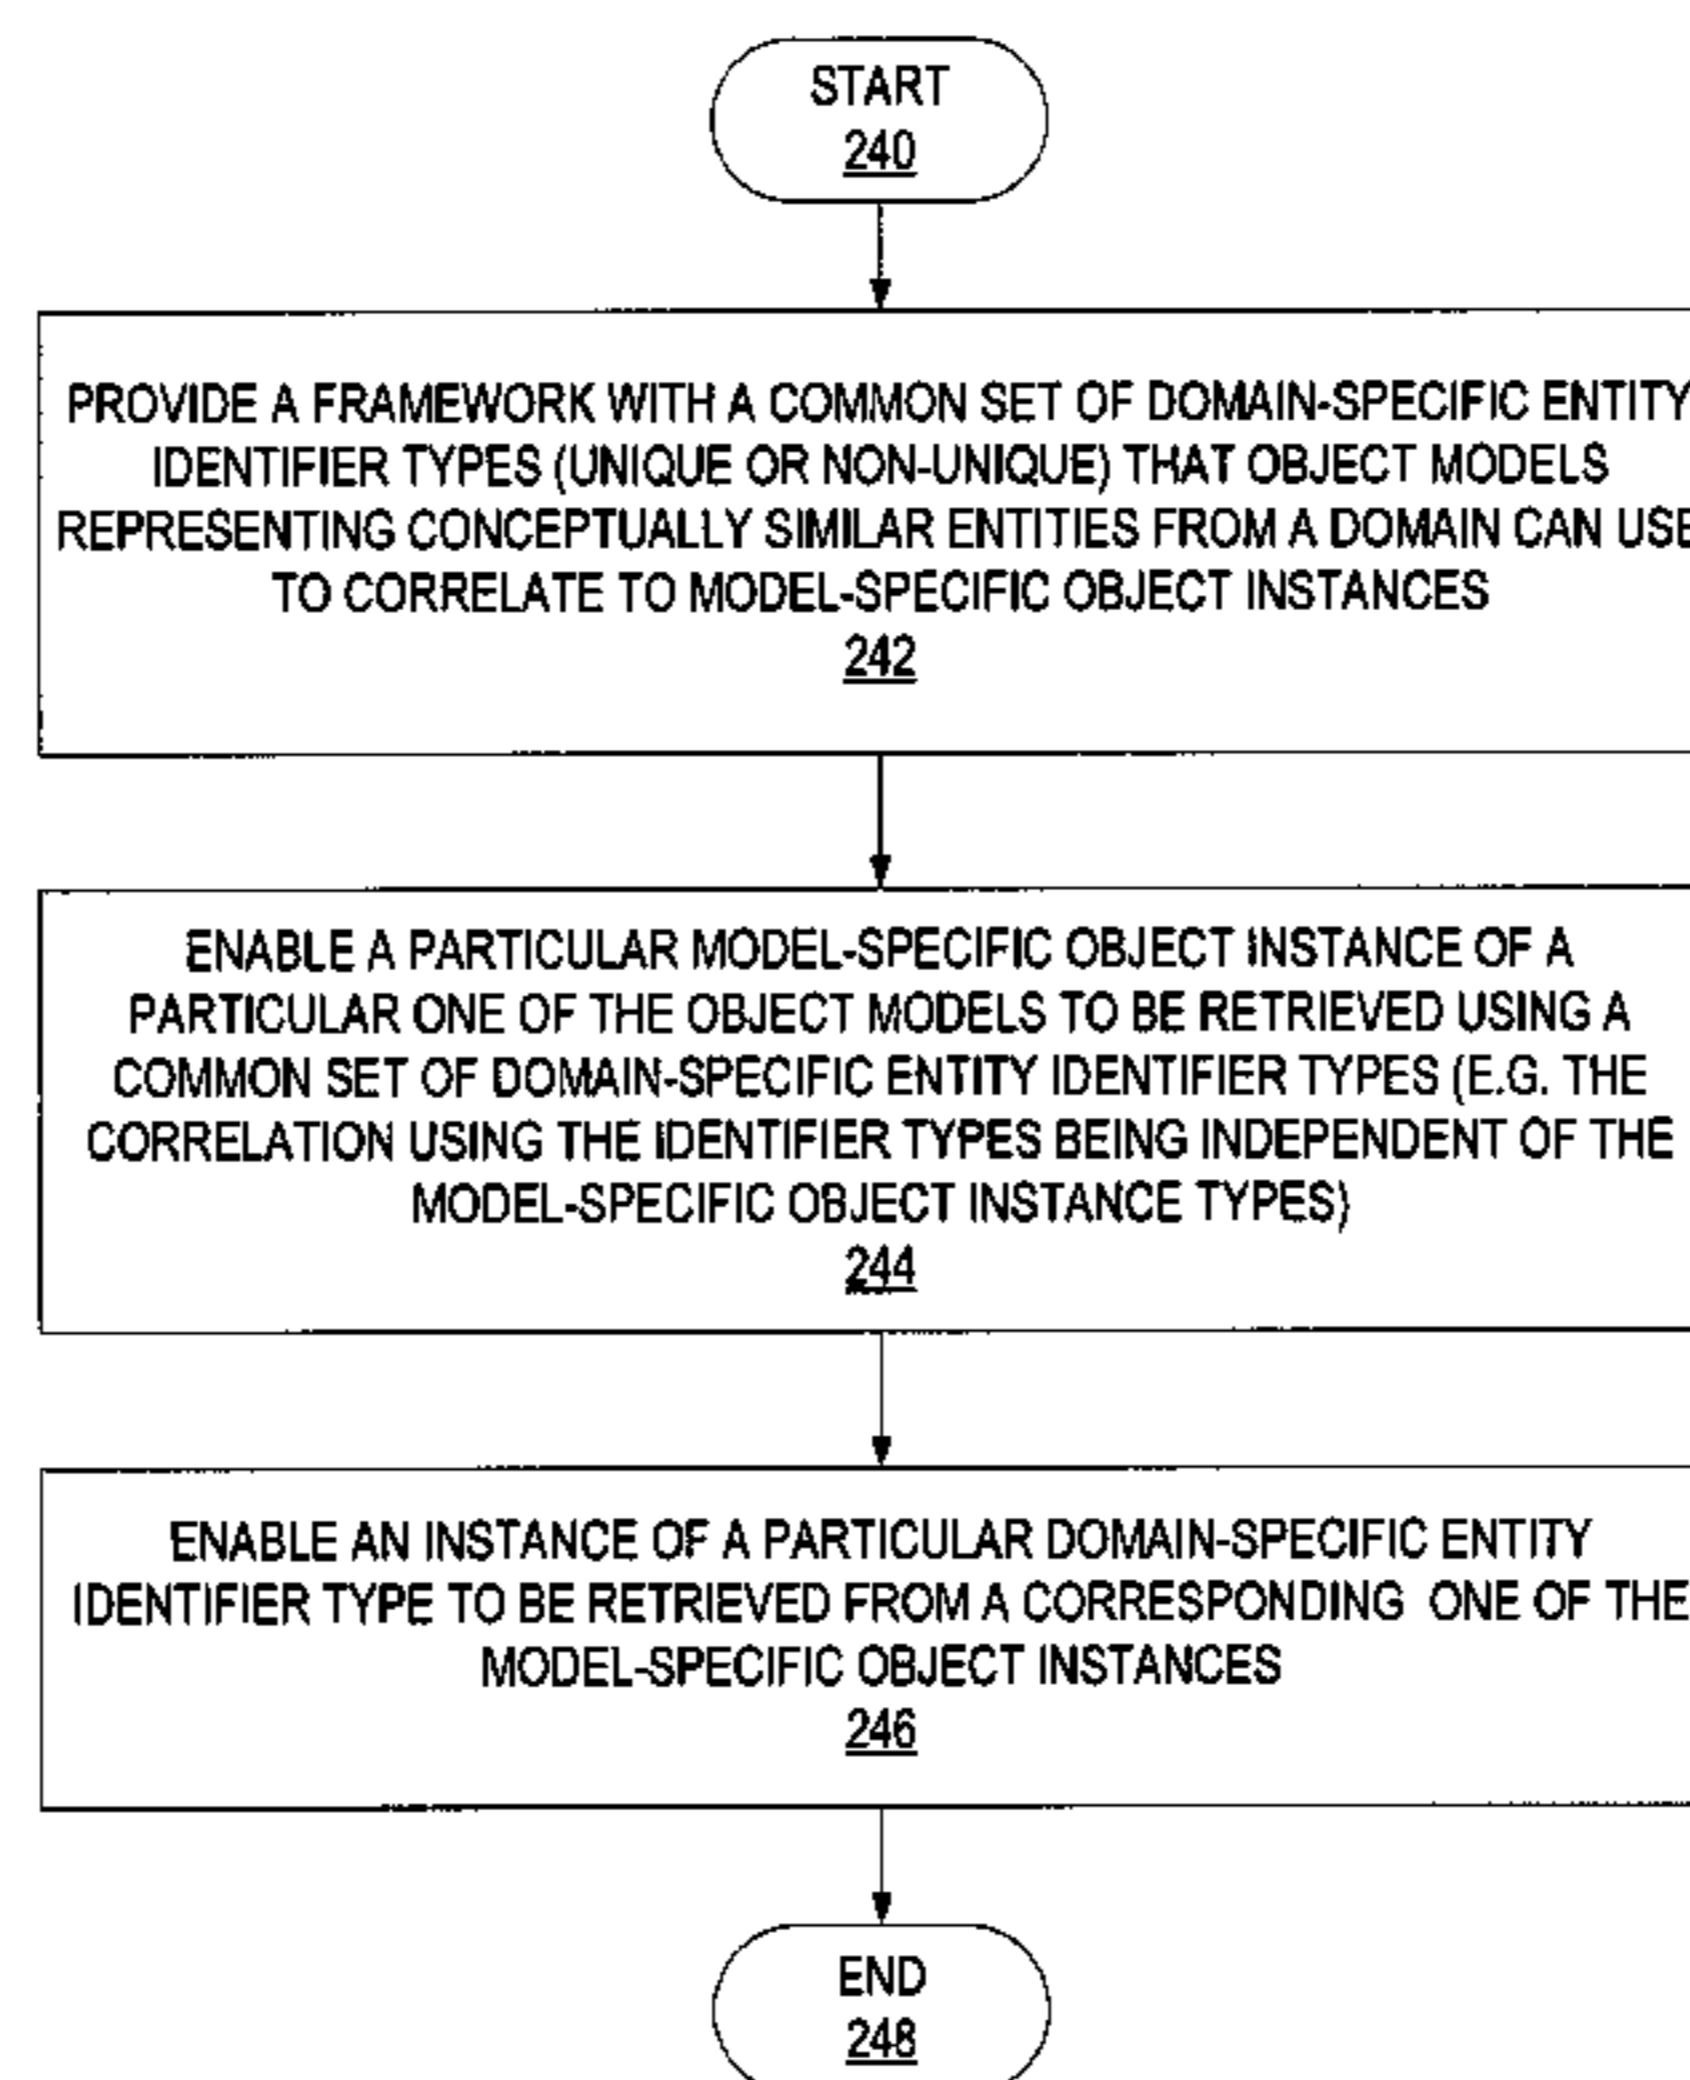 START
240
PROVIDE A FRAMEWORK WITH A COMMON SET OF DOMAIN-SPECIFIC ENTITY
IDENTIFIER TYPES (UNIQUE OR NON-UNIQUE) THAT OBJECT MODELS
REPRESENTING CONCEPTUALLY SIMILAR ENTITIES FROM A DOMAIN CAN USE
TO CORRELATE TO MODEL-SPECIFIC OBJECT INSTANCES
242
ENABLE A PARTICULAR MODEL-SPECIFIC OBJECT INSTANCE OF A
PARTICULAR ONE OF THE OBJECT MODELS TO BE RETRIEVED USING A
COMMON SET OF DOMAIN-SPECIFIC ENTITY IDENTIFIER TYPES (E.G. THE
CORRELATION USING THE IDENTIFIER TYPES BEING INDEPENDENT OF THE
MODEL-SPECIFIC OBJECT INSTANCE TYPES)
244
ENABLE AN INSTANCE OF A PARTICULAR DOMAIN-SPECIFIC ENTITY
IDENTIFIER TYPE TO BE RETRIEVED FROM A CORRESPONDING ONE OF THE
MODEL-SPECIFIC OBJECT INSTANCES
246
END
248